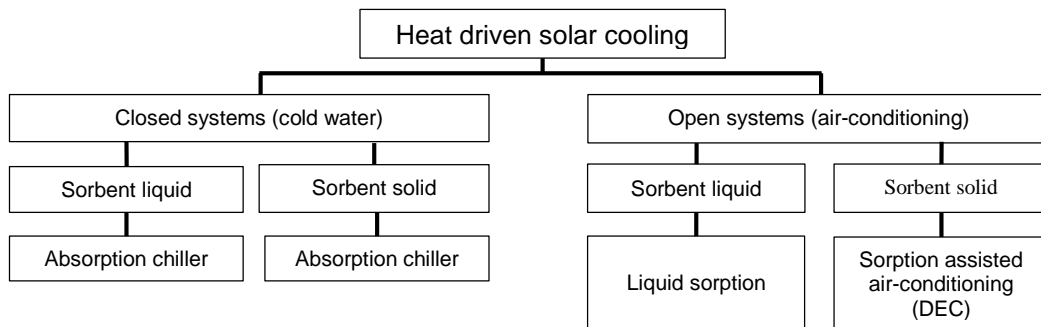 Heat driven solar cooling
Closed systems (cold water)
Open systems (air-conditioning)
Sorbent liquid
Sorbent solid
Sorbent liquid
Sorbent solid
Absorption chiller
Absorption chiller
Liquid sorption
Sorption assisted
air-conditioning
(DEC)